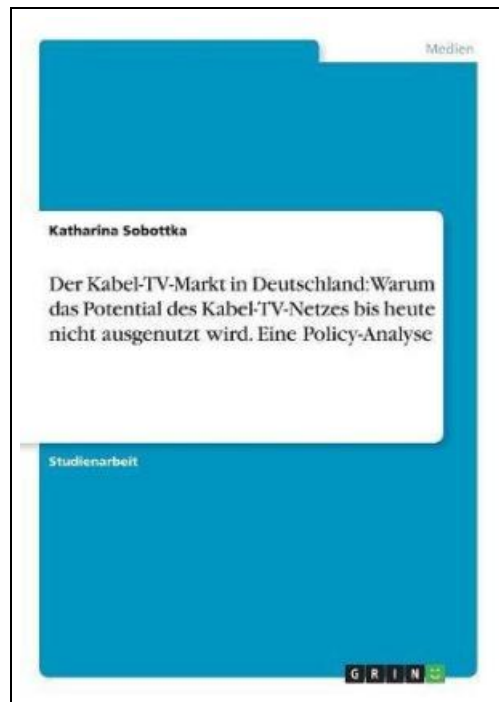 Medien
Katharina Sobottka
Der Kabel-TV-Markt in Deutschland: Warum
das Potential des Kabel-TV-Netzes bis heute
nicht ausgenutzt wird. Eine Policy-Analyse
Studienarbeit
GRIN